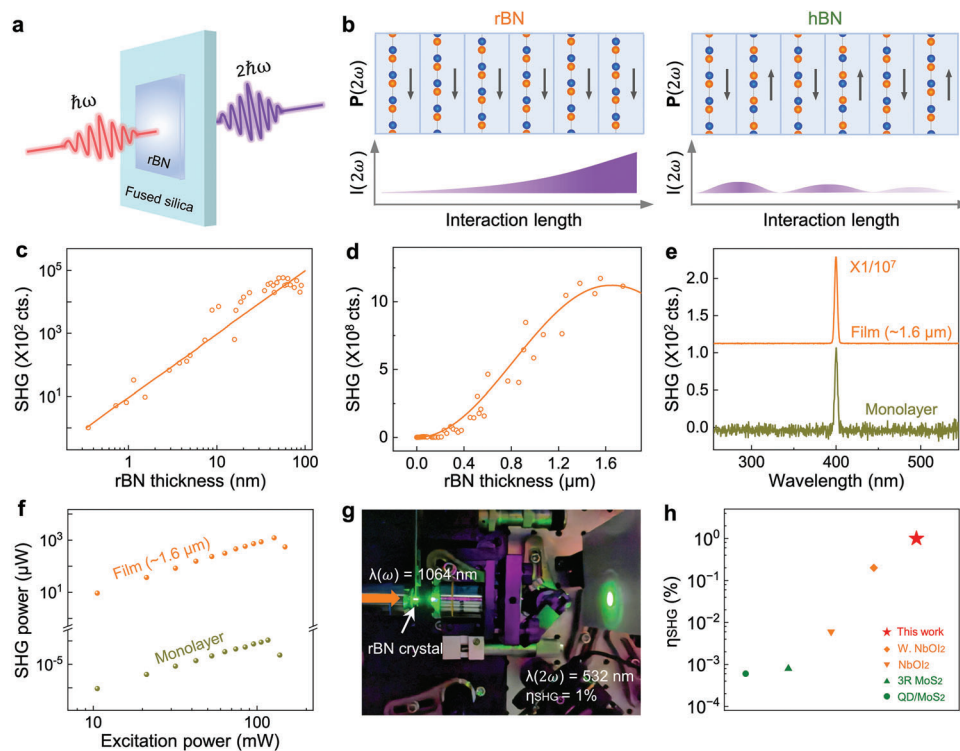 a
ħω
2ħω
rBN
Fused silica
b
rBN
hBN
P(2ω)
I(2ω)
Interaction length
P(2ω)
I(2ω)
Interaction length
c
SHG (X10² cts.)
10⁵
10³
10¹
1
10
100
rBN thickness (nm)
d
SHG (X10⁸ cts.)
10
5
0
0.0
0.4
0.8
1.2
1.6
rBN thickness (µm)
e
SHG (X10² cts.)
2.0
1.0
0.0
X1/10⁷
Film (~1.6 µm)
Monolayer
300
400
500
Wavelength (nm)
f
SHG power (µW)
10³
10¹
10⁻⁵
Film (~1.6 µm)
Monolayer
10
100
Excitation power (mW)
g
λ(ω) = 1064 nm
rBN crystal
λ(2ω) = 532 nm
ηSHG = 1%
h
ηSHG (%)
10⁰
10⁻¹
10⁻²
10⁻³
10⁻⁴
This work
W. NbOI₂
NbOI₂
3R MoS₂
QD/MoS₂